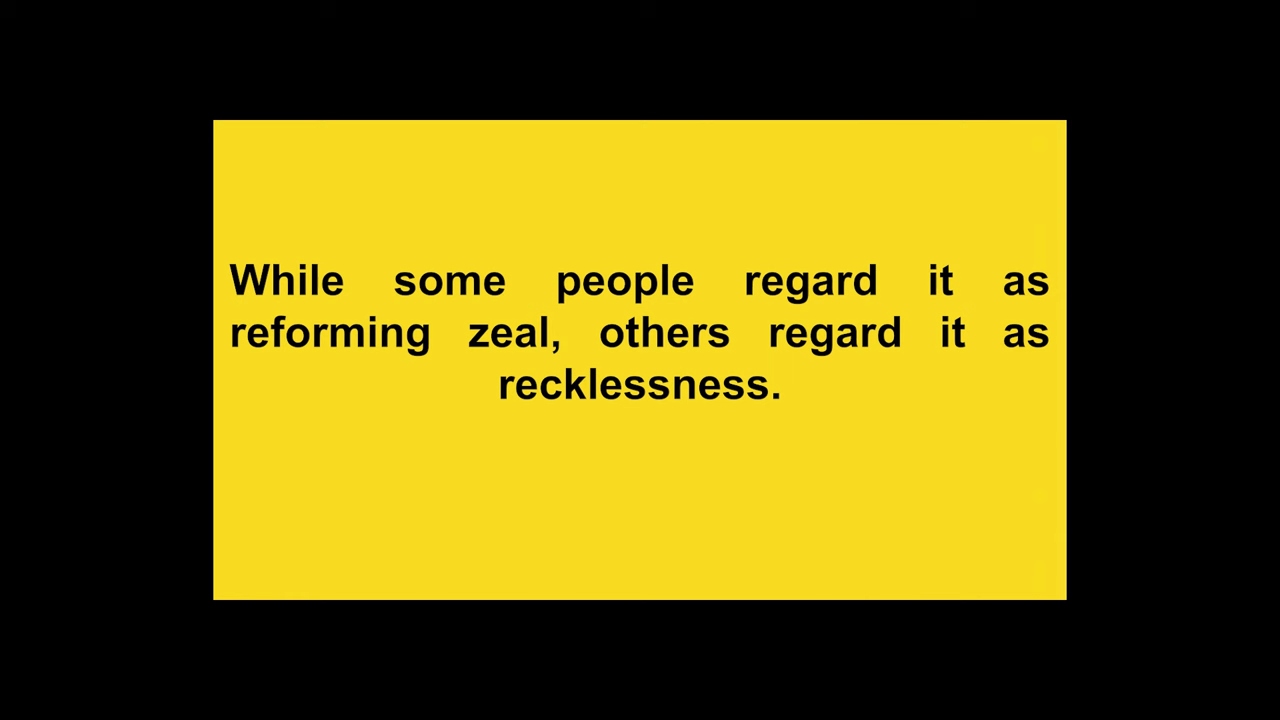 While some people regard it as
reforming zeal, others regard it as
recklessness.